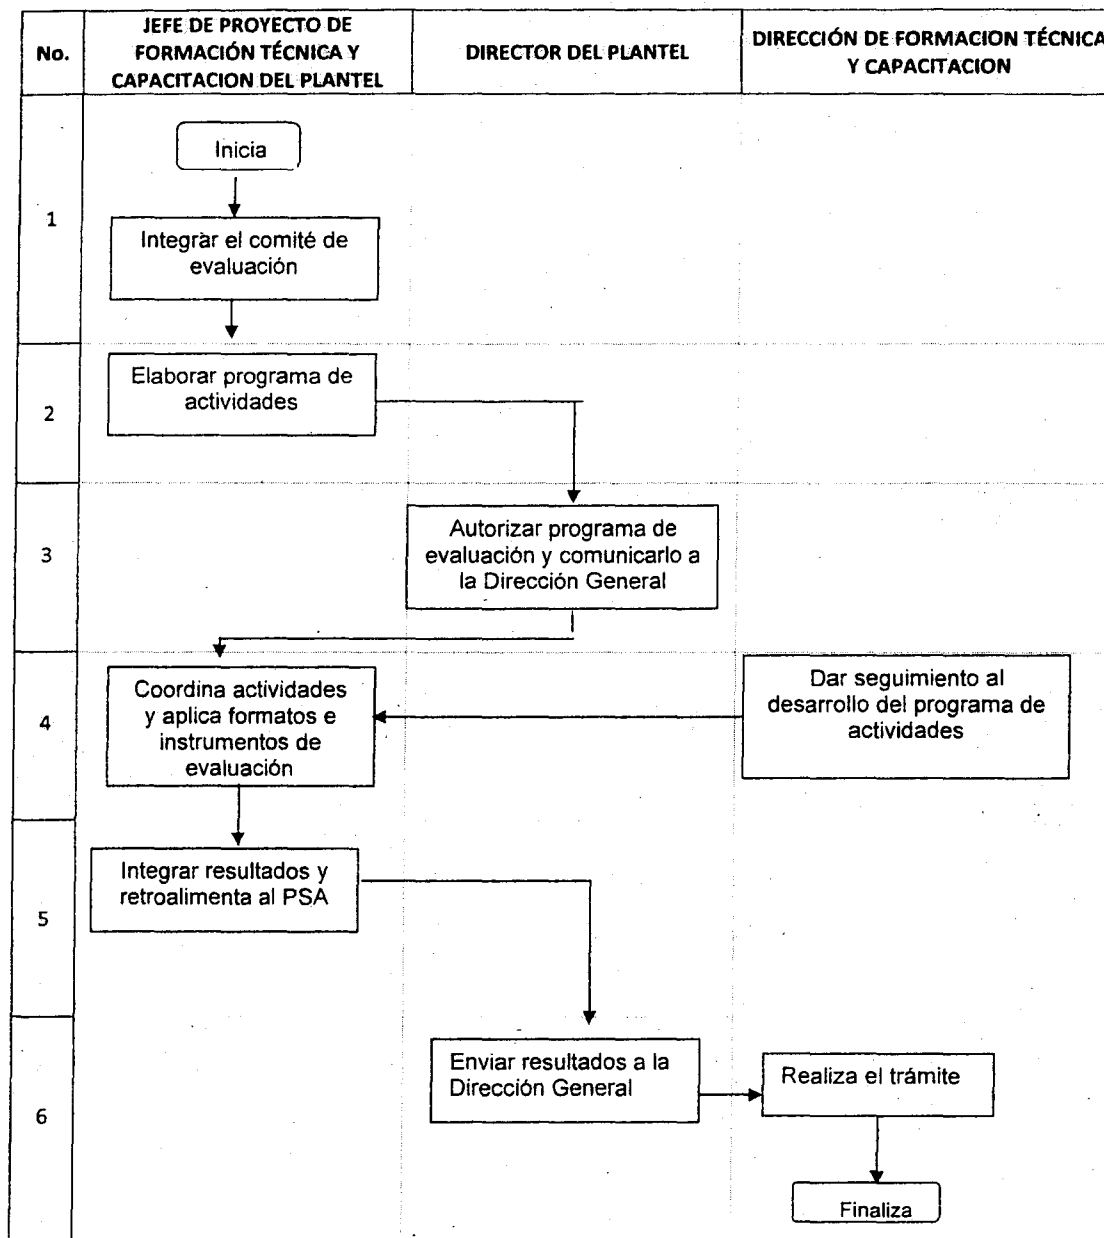 No.
JEFE DE PROYECTO DE
FORMACIÓN TÉCNICA Y
CAPACITACION DEL PLANTEL
DIRECTOR DEL PLANTEL
DIRECCIÓN DE FORMACION TÉCNICA
Y CAPACITACION
1
Inicia
Integrar el comité de
evaluación
2
Elaborar programa de
actividades
3
Autorizar programa de
evaluación y comunicarlo a
la Dirección General
4
Coordina actividades
y aplica formatos e
instrumentos de
evaluación
Dar seguimiento al
desarrollo del programa de
actividades
5
Integrar resultados y
retroalimenta al PSA
6
Enviar resultados a la
Dirección General
Realiza el trámite
Finaliza